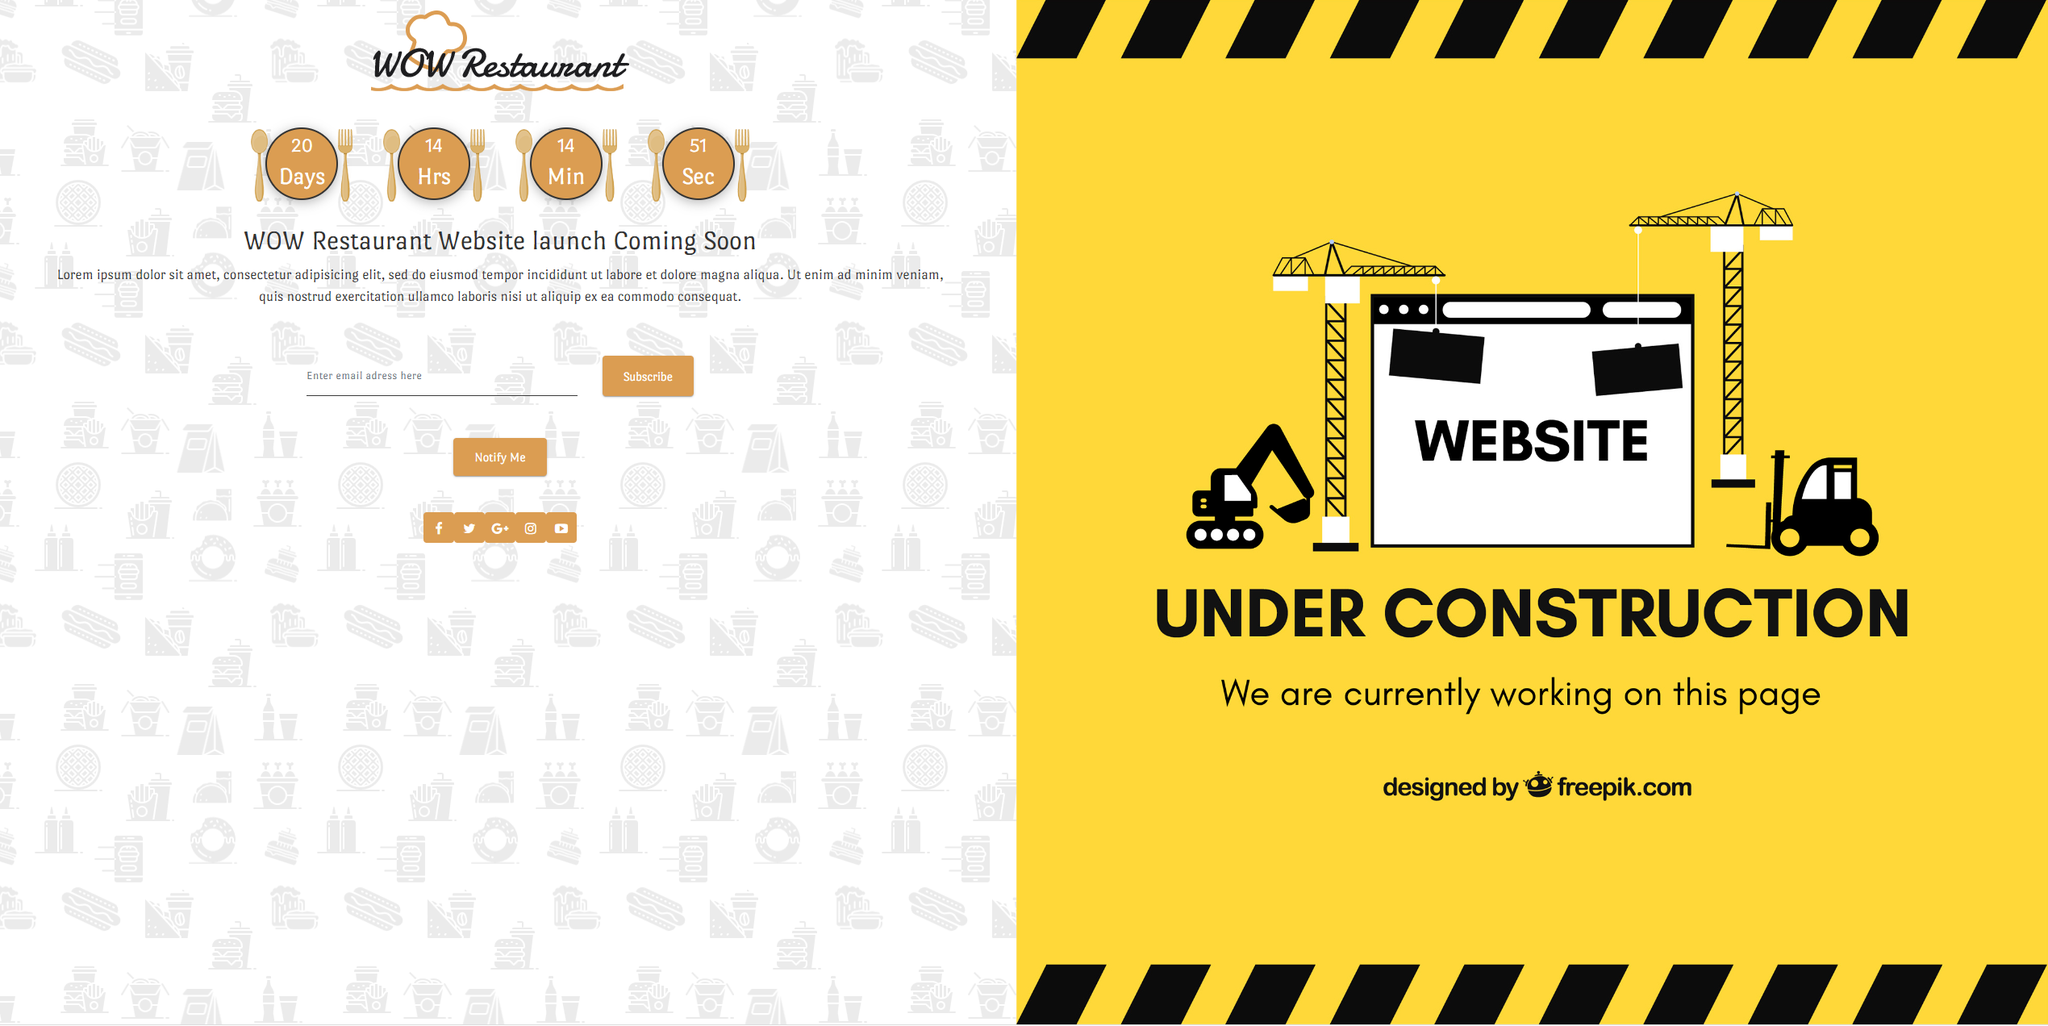 WOW Restaurant
20
Days
14
Hrs
14
Min
51
Sec
WOW Restaurant Website launch Coming Soon
Lorem ipsum dolor sit amet, consectetur adipisicing elit, sed do eiusmod tempor incididunt ut labore et dolore magna aliqua. Ut enim ad minim veniam,
quis nostrud exercitation ullamco laboris nisi ut aliquip ex ea commodo consequat.
Enter email adress here
Subscribe
Notify Me
WEBSITE
UNDER CONSTRUCTION
We are currently working on this page
designed by freepik.com